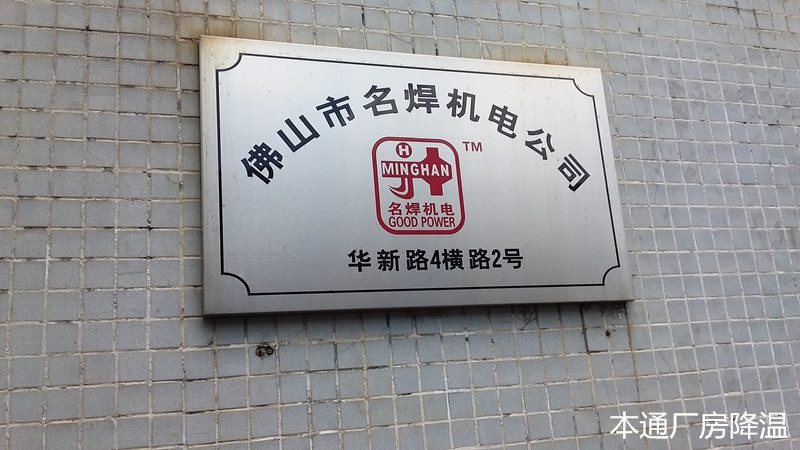 佛山市名焊机电公司
H
TM
MINGHAN
名焊机电
GOOD POWER
华新路4横路2号
本通厂房降温